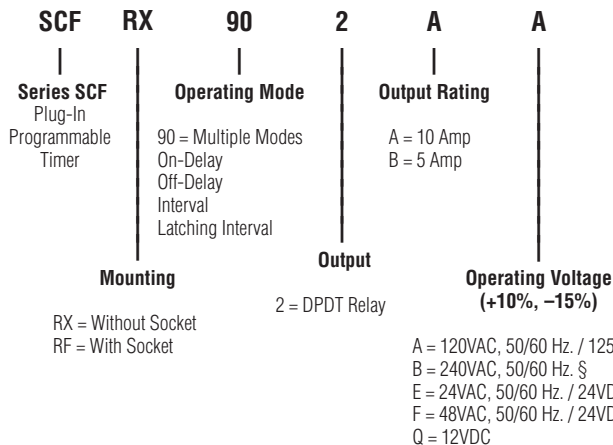 SCF RX 90 2 A A
Series SCF
Plug-In
Programmable
Timer
Operating Mode
90 = Multiple Modes
On-Delay
Off-Delay
Interval
Latching Interval
Output Rating
A = 10 Amp
B = 5 Amp
Mounting
RX = Without Socket
RF = With Socket
Output
2 = DPDT Relay
Operating Voltage
(+10%, –15%)
A = 120VAC, 50/60 Hz. / 125
B = 240VAC, 50/60 Hz. §
E = 24VAC, 50/60 Hz. / 24VD
F = 48VAC, 50/60 Hz. / 24VD
Q = 12VDC